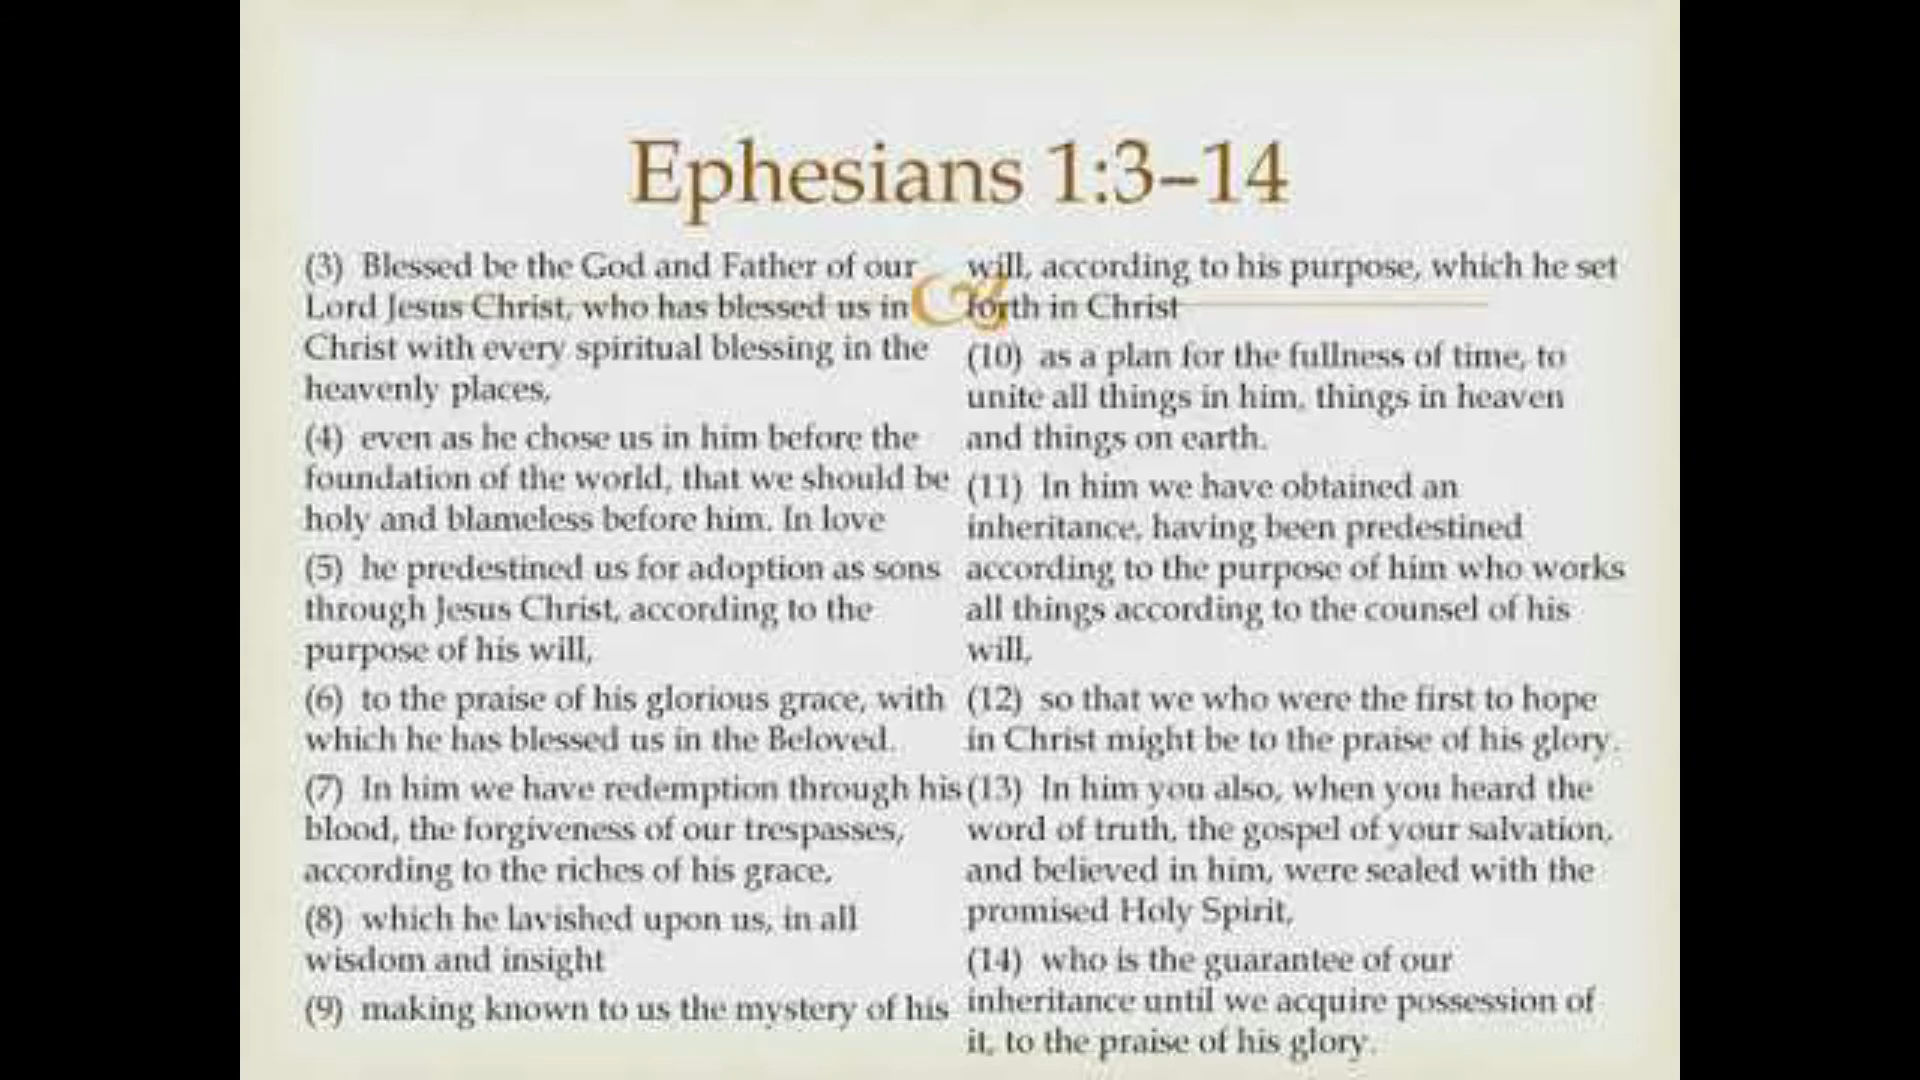 Ephesians 1:3–14
(3) Blessed be the God and Father of our
Lord Jesus Christ, who has blessed us in
Christ with every spiritual blessing in the
heavenly places,
(4) even as he chose us in him before the
foundation of the world, that we should be
holy and blameless before him. In love
(5) he predestined us for adoption as sons
through Jesus Christ, according to the
purpose of his will,
(6) to the praise of his glorious grace, with
which he has blessed us in the Beloved.
(7) In him we have redemption through his
blood, the forgiveness of our trespasses,
according to the riches of his grace,
(8) which he lavished upon us, in all
wisdom and insight
(9) making known to us the mystery of his
will, according to his purpose, which he set
forth in Christ
(10) as a plan for the fullness of time, to
unite all things in him, things in heaven
and things on earth.
(11) In him we have obtained an
inheritance, having been predestined
according to the purpose of him who works
all things according to the counsel of his
will,
(12) so that we who were the first to hope
in Christ might be to the praise of his glory.
(13) In him you also, when you heard the
word of truth, the gospel of your salvation,
and believed in him, were sealed with the
promised Holy Spirit,
(14) who is the guarantee of our
inheritance until we acquire possession of
it, to the praise of his glory.